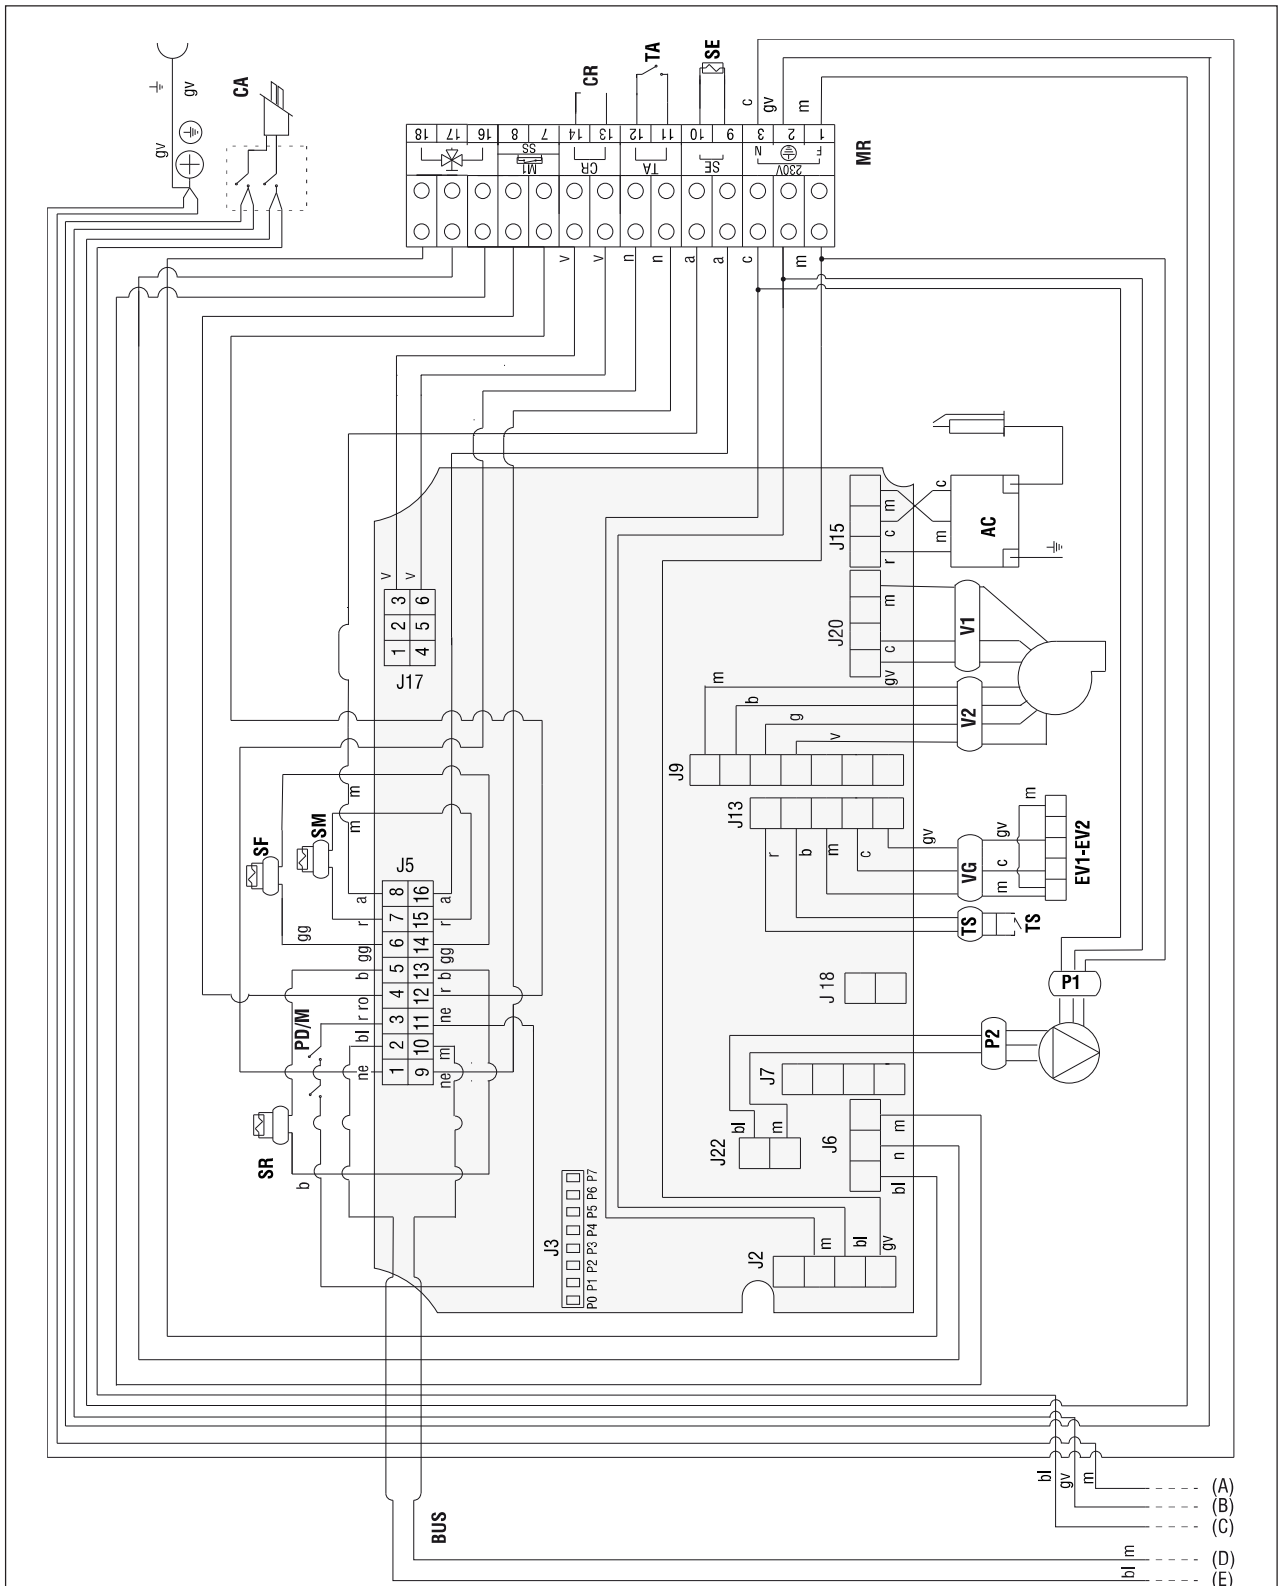 CA
gv
gv
CR
TA
SE
c
gv
m
18 17 16 8 7 14 13 12 11 10 9 3 2 1
SS
M1
CR
TA
SE
N
F
230V
MR
v v n n a a c m
v v
3 6
2 5
1 4
J17
J15
m
c
r
c
m
AC
J20
m
c
gv
V1
m
b
g
v
V2
J9
J13
r
b
m
c
gv
VG
gv
c
m
m
EV1-EV2
TS
TS
SF
SM
m
m
J5
a
r
gg
gg
b
ro
r
bl
ne
8 16
7 15
6 14
5 13
4 12
3 11
2 10
1 9
a
r
gg
b
r
ne
m
ne
PD/M
SR
b
J18
P1
P2
J7
J22
bl
m
J6
m
n
bl
J3
P0 P1 P2 P3 P4 P5 P6 P7
J2
m
bl
gv
bl
gv
m
(A)
(B)
(C)
BUS
m
(D)
bl
(E)